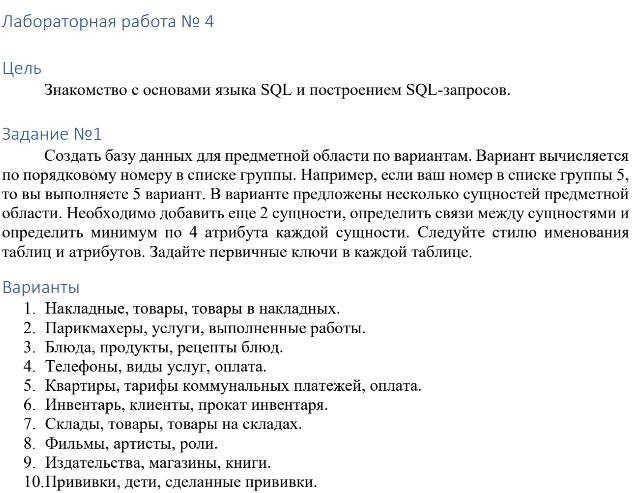 Лабораторная работа № 4
Цель
Знакомство с основами языка SQL и построением SQL-запросов.
Задание №1
Создать базу данных для предметной области по вариантам. Вариант вычисляется
по порядковому номеру в списке группы. Например, если ваш номер в списке группы 5,
то вы выполняете 5 вариант. В варианте предложены несколько сущностей предметной
области. Необходимо добавить еще 2 сущности, определить связи между сущностями и
определить минимум по 4 атрибута каждой сущности. Следуйте стилю именования
таблиц и атрибутов. Задайте первичные ключи в каждой таблице.
Варианты
1. Накладные, товары, товары в накладных.
2. Парикмахеры, услуги, выполненные работы.
3. Блюда, продукты, рецепты блюд.
4. Телефоны, виды услуг, оплата.
5. Квартиры, тарифы коммунальных платежей, оплата.
6. Инвентарь, клиенты, прокат инвентаря.
7. Склады, товары, товары на складах.
8. Фильмы, артисты, роли.
9. Издательства, магазины, книги.
10. Прививки, дети, сделанные прививки.